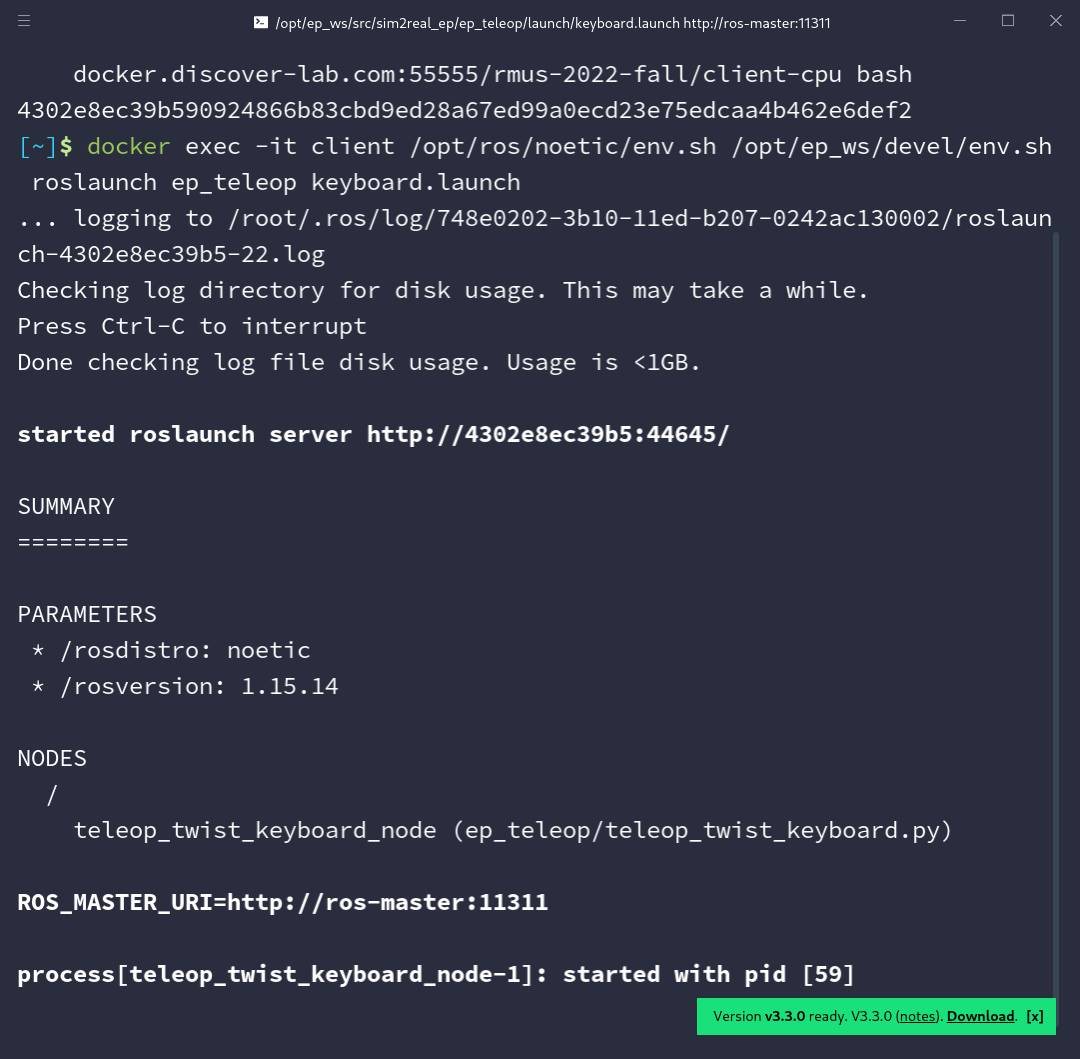 /opt/ep_ws/src/sim2real_ep/ep_teleop/launch/keyboard.launch http://ros-master:11311
docker.discover-lab.com:55555/rmus-2022-fall/client-cpu bash
4302e8ec39b590924866b83cbd9ed28a67ed99a0ecd23e75edcaa4b462e6def2
[~]$ docker exec -it client /opt/ros/noetic/env.sh /opt/ep_ws/devel/env.sh
roslaunch ep_teleop keyboard.launch
... logging to /root/.ros/log/748e0202-3b10-11ed-b207-0242ac130002/roslaun
ch-4302e8ec39b5-22.log
Checking log directory for disk usage. This may take a while.
Press Ctrl-C to interrupt
Done checking log file disk usage. Usage is <1GB.
started roslaunch server http://4302e8ec39b5:44645/
SUMMARY
========
PARAMETERS
* /rosdistro: noetic
* /rosversion: 1.15.14
NODES
/
teleop_twist_keyboard_node (ep_teleop/teleop_twist_keyboard.py)
ROS_MASTER_URI=http://ros-master:11311
process[teleop_twist_keyboard_node-1]: started with pid [59]
Version v3.3.0 ready. V3.3.0 (notes). Download. [x]